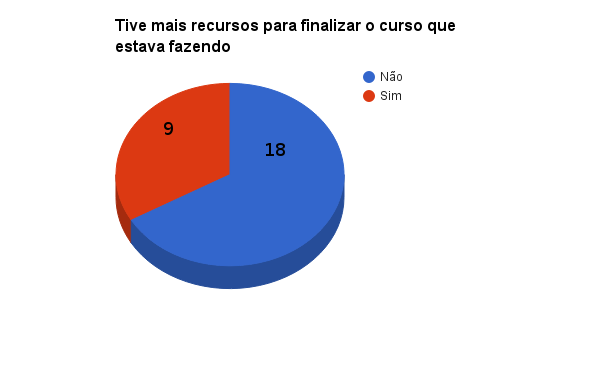 Tive mais recursos para finalizar o curso que
estava fazendo
Não
Sim
9
18